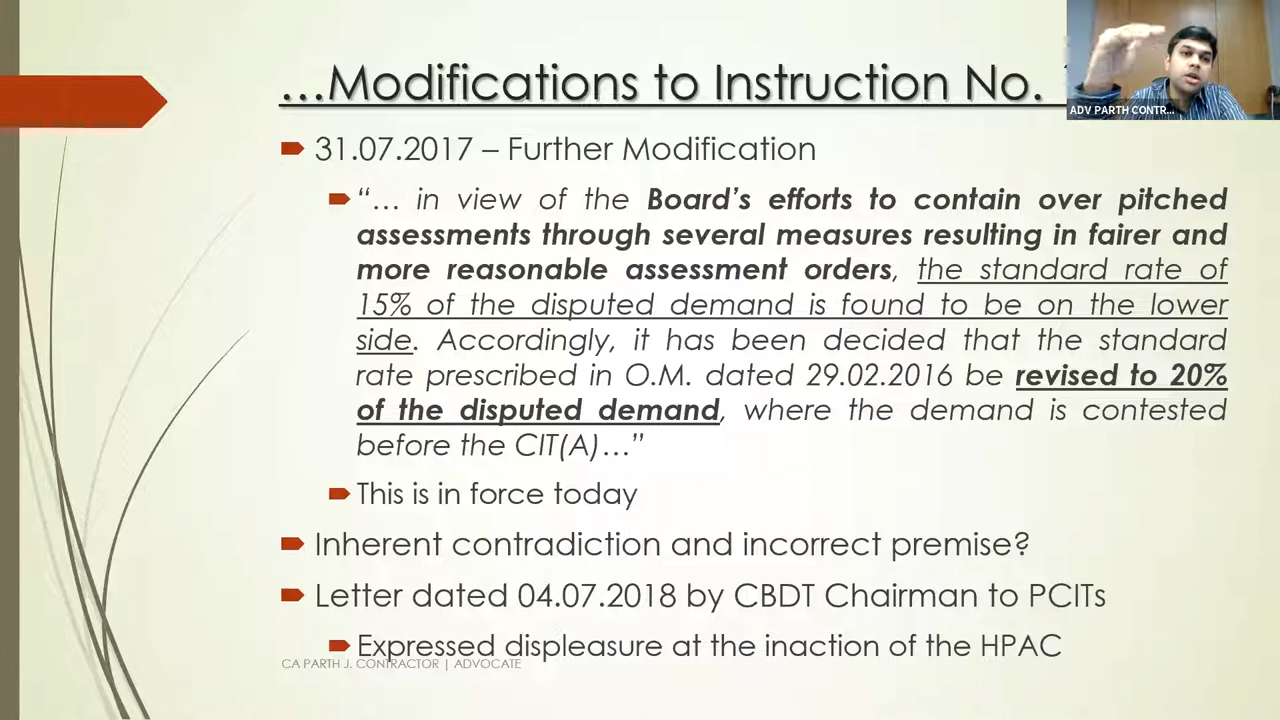 …Modifications to Instruction No.
ADV PARTH CONTR...
31.07.2017 – Further Modification
“… in view of the Board’s efforts to contain over pitched
assessments through several measures resulting in fairer and
more reasonable assessment orders, the standard rate of
15% of the disputed demand is found to be on the lower
side. Accordingly, it has been decided that the standard
rate prescribed in O.M. dated 29.02.2016 be revised to 20%
of the disputed demand, where the demand is contested
before the CIT(A)…”
This is in force today
Inherent contradiction and incorrect premise?
Letter dated 04.07.2018 by CBDT Chairman to PCITs
Expressed displeasure at the inaction of the HPAC
CA PARTH J. CONTRACTOR | ADVOCATE